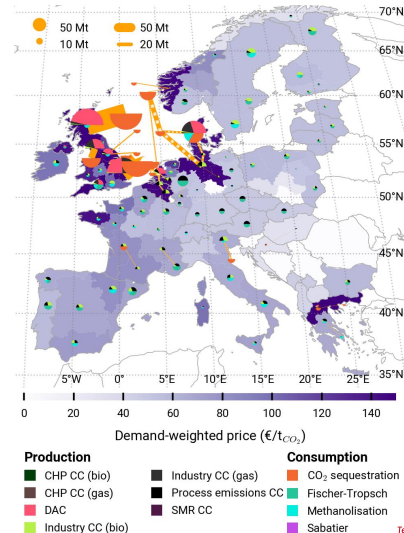 50 Mt
50 Mt
10 Mt
20 Mt
70°N
65°N
60°N
55°N
50°N
45°N
40°N
35°N
5°W
0°
5°E
10°E
15°E
20°E
25°E
0
20
40
60
80
100
120
140
Demand-weighted price (€/t_{CO₂})
Production
CHP CC (bio)
CHP CC (gas)
DAC
Industry CC (bio)
Industry CC (gas)
Process emissions CC
SMR CC
Consumption
CO₂ sequestration
Fischer-Tropsch
Methanolisation
Sabatier